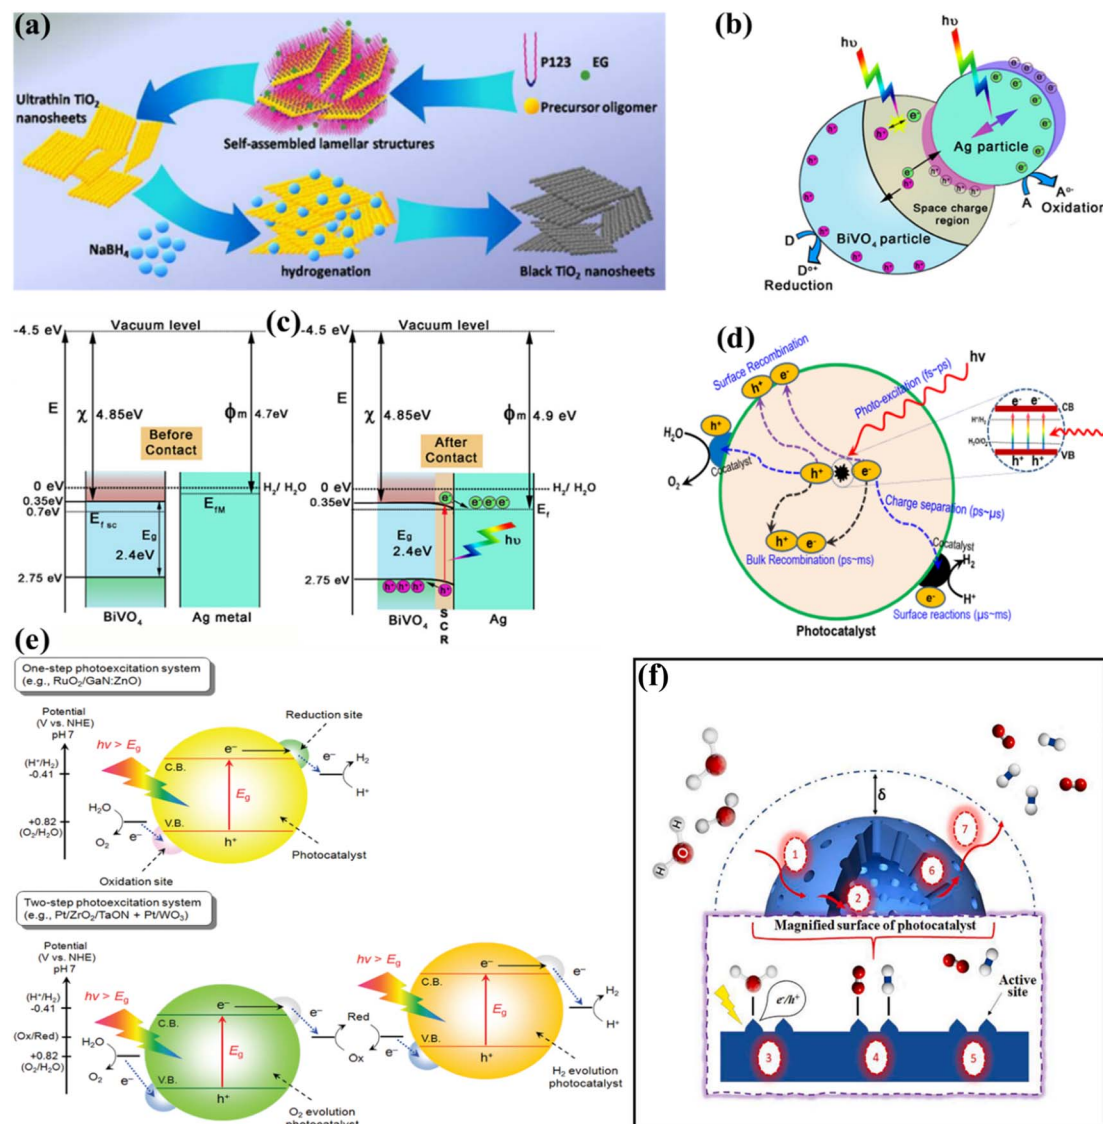 (a)
P123
EG
Precursor oligomer
Ultrathin TiO₂
nanosheets
Self-assembled lamellar structures
NaBH₄
hydrogenation
Black TiO₂ nanosheets
(b)
hυ
hυ
h⁺
e⁻
Ag particle
e⁻
h⁺
Space charge
region
A
A⁰⁻
Oxidation
BiVO₄ particle
D
D⁰⁺
Reduction
(c)
-4.5 eV
Vacuum level
E
χ
4.85eV
ϕm
4.7eV
Before
Contact
0 eV
H₂/ H₂O
0.35eV
0.7eV
E f sc
E fM
Eg
2.4eV
2.75 eV
BiVO₄
Ag metal
-4.5 eV
Vacuum level
E
χ
4.85eV
ϕm
4.9 eV
After
Contact
0 eV
H₂/ H₂O
0.35eV
e⁻
e⁻ e⁻ e⁻
Ef
Eg
2.4eV
hυ
2.75 eV
h⁺ h⁺ h⁺
h⁺
BiVO₄
S
C
R
Ag
(d)
hν
Surface Recombination
Photo-excitation (fs~ps)
h⁺
e⁻
e⁻ e⁻
CB
H⁺/H₂
H₂O/O₂
VB
h⁺ h⁺
h⁺
H₂O
O₂
Cocatalyst
h⁺
e⁻
Charge separation (ps~μs)
h⁺
e⁻
Bulk Recombination (ps~ms)
Cocatalyst
H₂
H⁺
e⁻
Surface reactions (μs~ms)
Photocatalyst
(e)
One-step photoexcitation system
(e.g., RuO₂/GaN:ZnO)
Potential
(V vs. NHE)
pH 7
hν > Eg
Reduction site
(H⁺/H₂)
-0.41
C.B.
e⁻
e⁻
H₂
H⁺
Eg
H₂O
+0.82
(O₂/H₂O)
O₂
e⁻
V.B.
h⁺
Photocatalyst
Oxidation site
Two-step photoexcitation system
(e.g., Pt/ZrO₂/TaON + Pt/WO₃)
Potential
(V vs. NHE)
pH 7
hν > Eg
hν > Eg
(H⁺/H₂)
-0.41
C.B.
e⁻
e⁻
C.B.
e⁻
e⁻
H₂
H⁺
(Ox/Red)
+0.82
(O₂/H₂O)
H₂O
O₂
e⁻
Eg
Red
Ox
e⁻
Eg
V.B.
h⁺
V.B.
h⁺
H₂ evolution
photocatalyst
O₂ evolution
photocatalyst
(f)
δ
H
O
H
1
7
6
2
Magnified surface of photocatalyst
e⁻/h⁺
Active
site
3
4
5